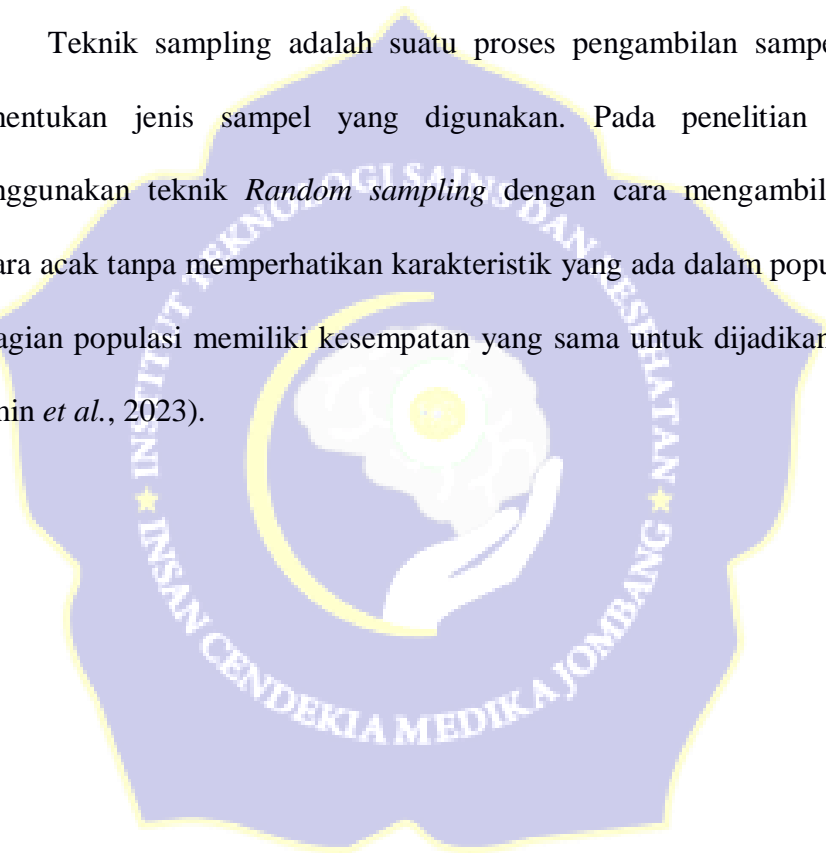 Teknik sampling adalah suatu proses pengambilan sampe
nentukan jenis sampel yang digunakan. Pada penelitian
nggunakan teknik Random sampling dengan cara mengambil
ara acak tanpa memperhatikan karakteristik yang ada dalam popu
agian populasi memiliki kesempatan yang sama untuk dijadikan
nin et al., 2023).
INSTITUT TEKNOLOGI SAINS DAN KESEHATAN
INSAN CENDEKIA MEDIKA JOMBANG